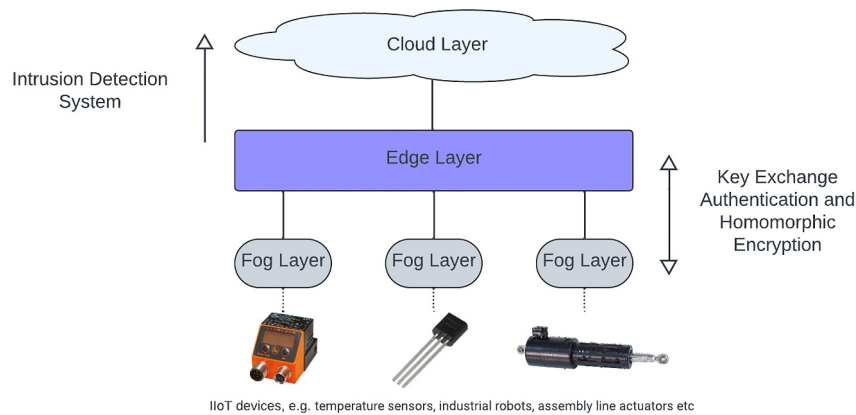 Cloud Layer
Intrusion Detection
System
Edge Layer
Key Exchange
Authentication and
Homomorphic
Encryption
Fog Layer
Fog Layer
Fog Layer
IIoT devices, e.g. temperature sensors, industrial robots, assembly line actuators etc